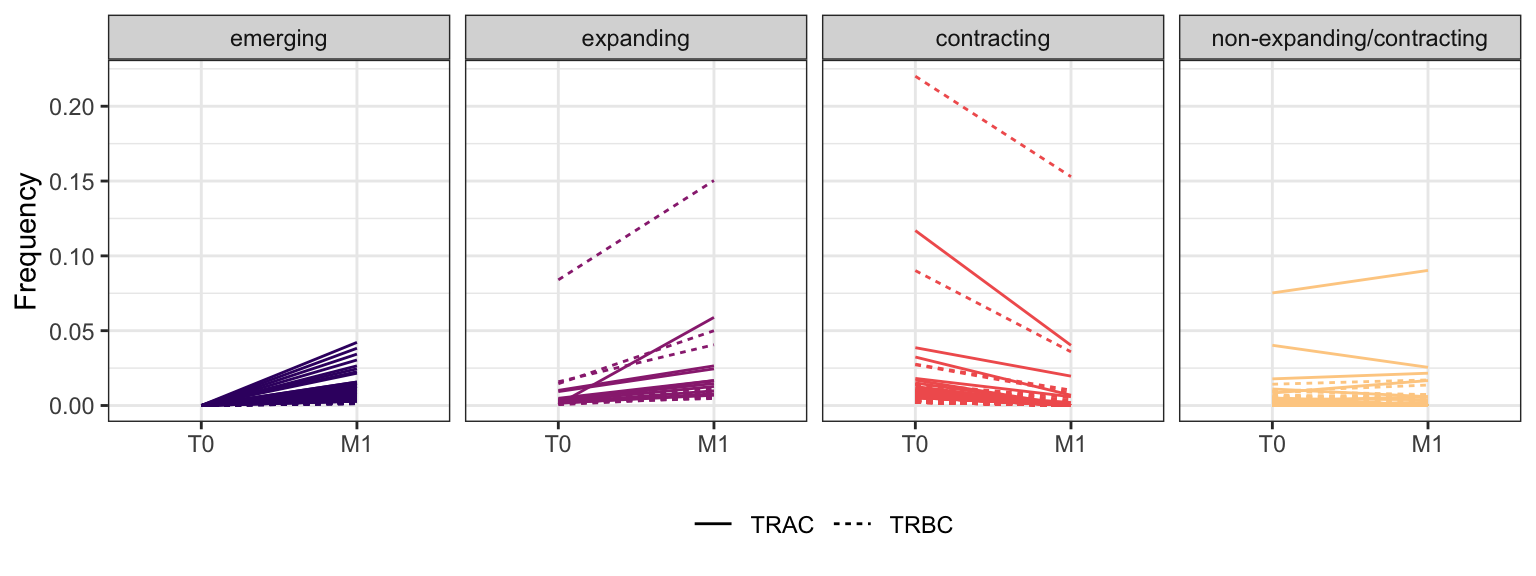 emerging
expanding
contracting
non-expanding/contracting
Frequency
0.20
0.15
0.10
0.05
0.00
T0 M1
T0 M1
T0 M1
T0 M1
TRAC TRBC